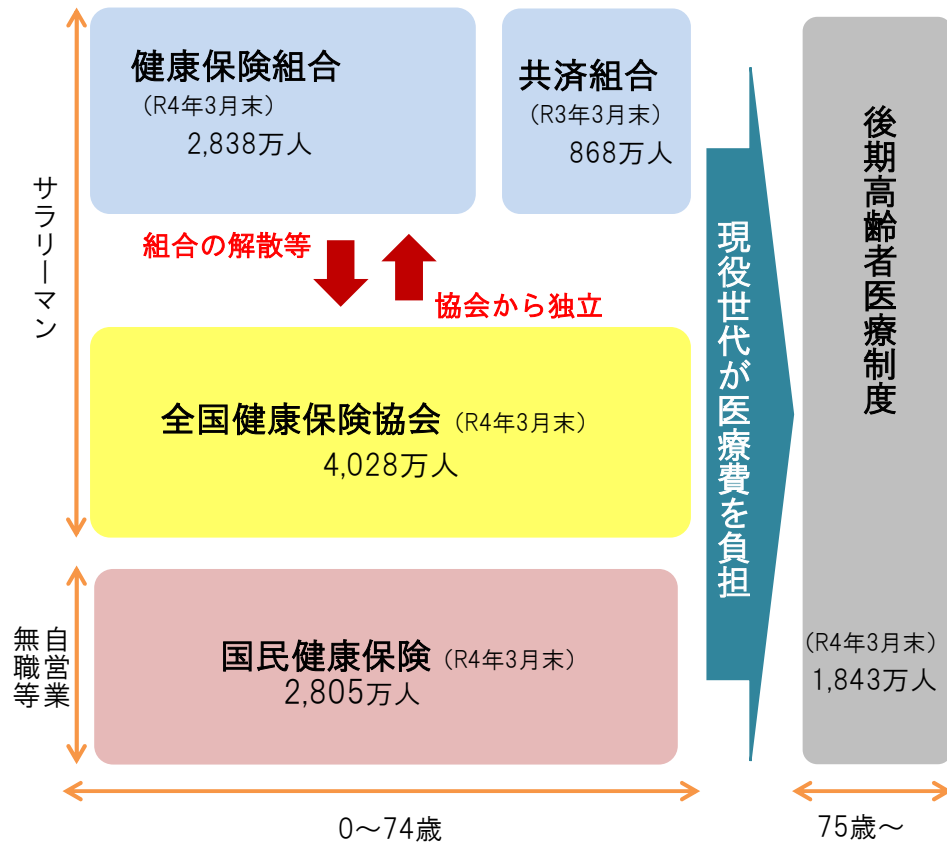 サラリーマン
健康保険組合
(R4年3月末)
2,838万人
共済組合
(R3年3月末)
868万人
組合の解散等
協会から独立
全国健康保険協会 (R4年3月末)
4,028万人
自営業
無職等
国民健康保険 (R4年3月末)
2,805万人
現役世代が医療費を負担
後期高齢者医療制度
(R4年3月末)
1,843万人
0～74歳
75歳～